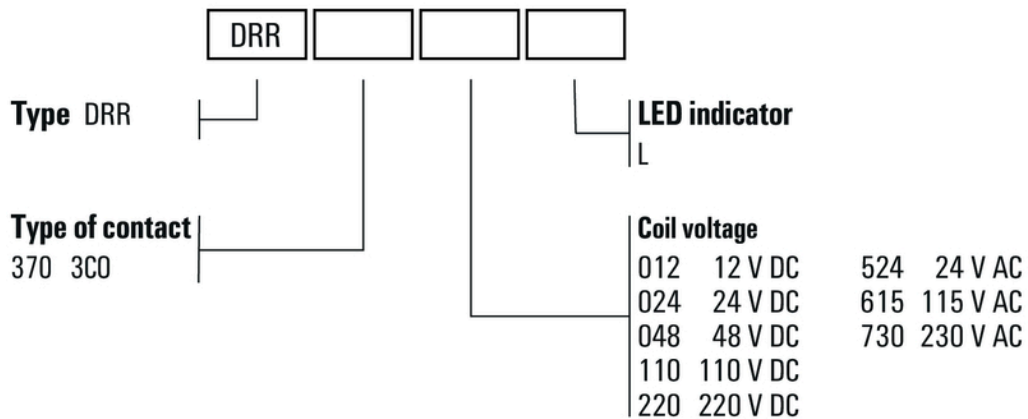 DRR
Type DRR
LED indicator
L
Type of contact
370 3CO
Coil voltage
012 12 V DC 524 24 V AC
024 24 V DC 615 115 V AC
048 48 V DC 730 230 V AC
110 110 V DC
220 220 V DC